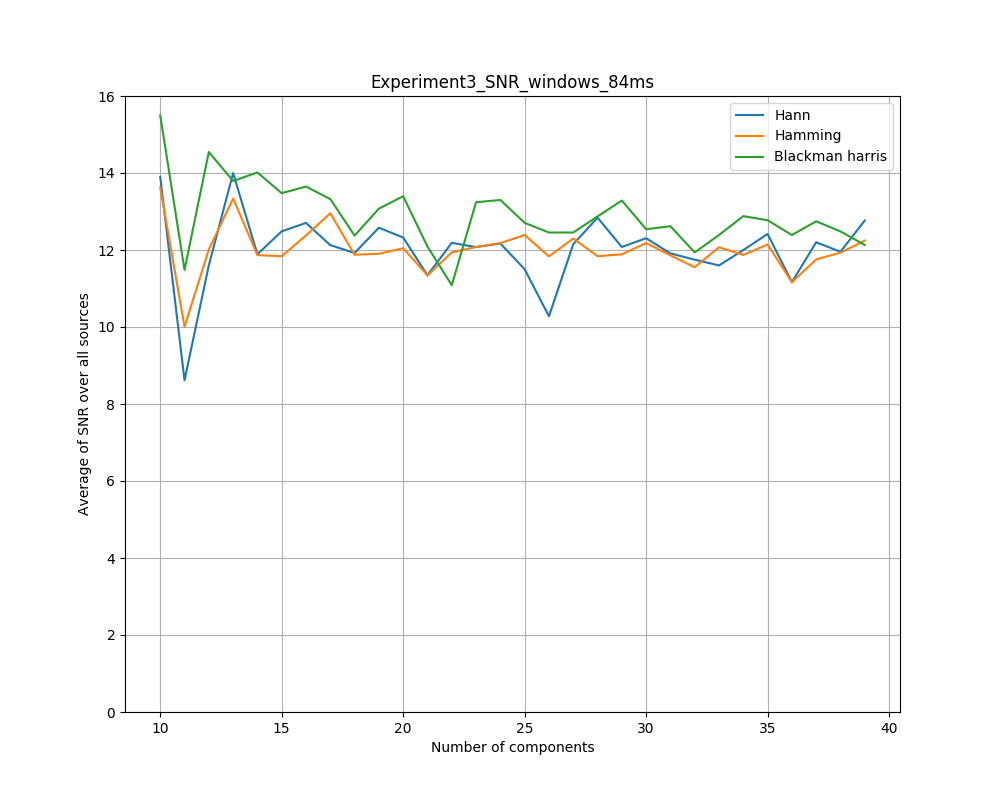 Experiment3_SNR_windows_84ms
Hann
Hamming
Blackman harris
Average of SNR over all sources
16
14
12
10
8
6
4
2
0
10 15 20 25 30 35 40
Number of components